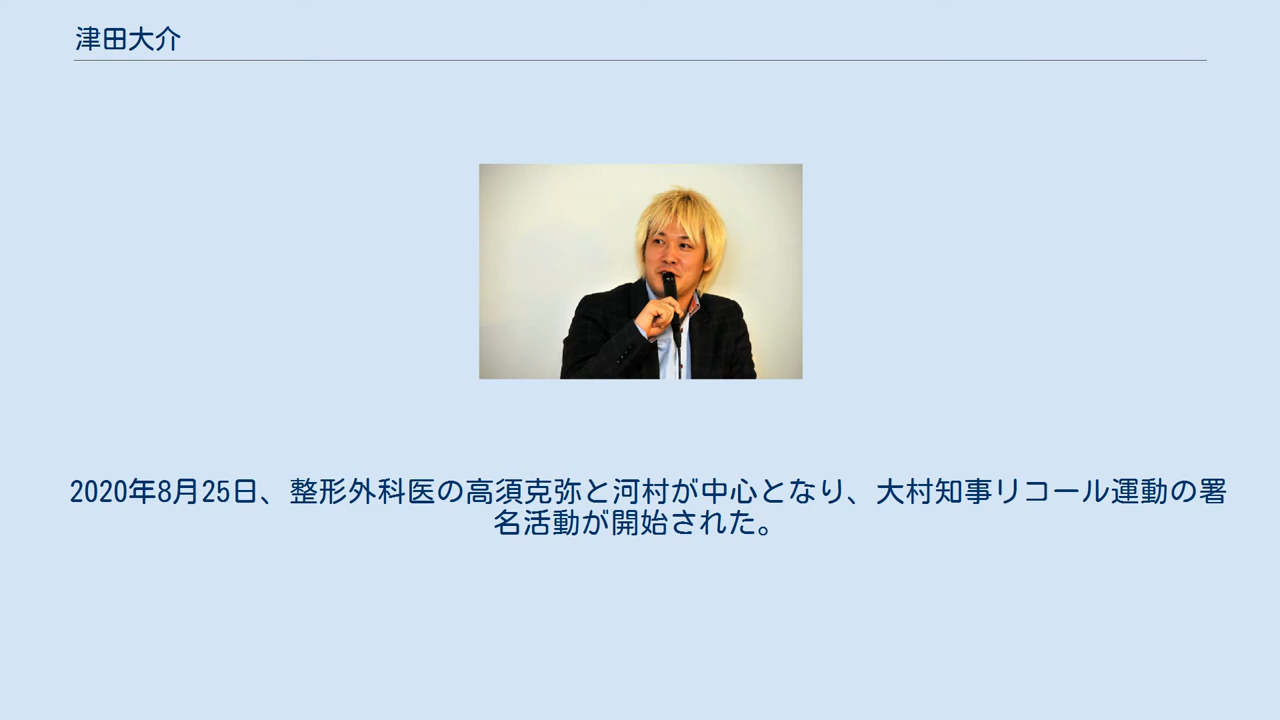 津田大介
2020年8月25日、整形外科医の高須克弥と河村が中心となり、大村知事リコール運動の署
名活動が開始された。